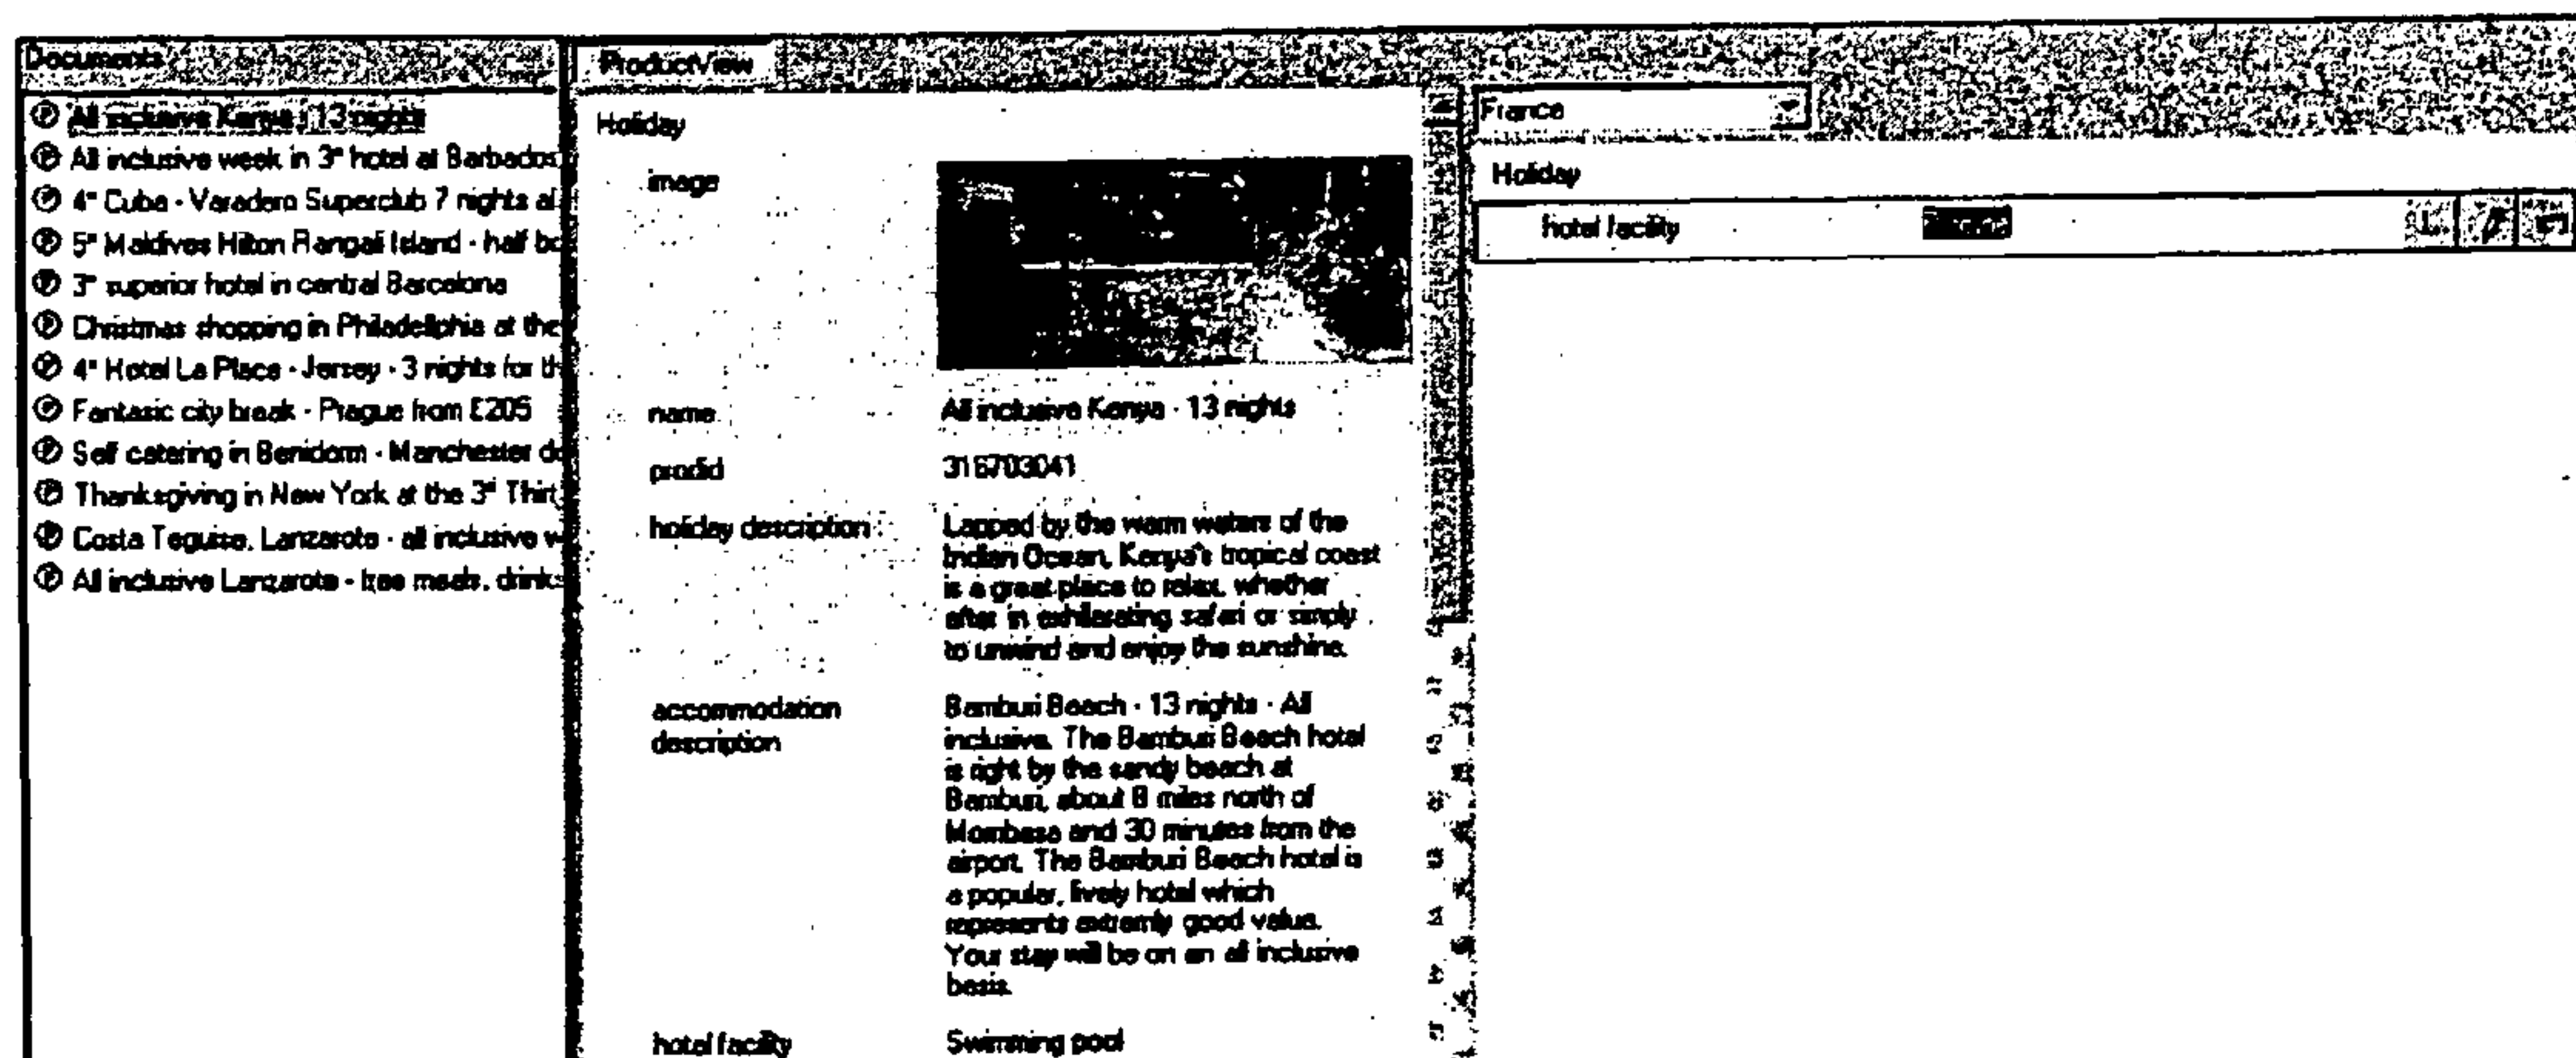 Documents
All inclusive Kenya - 13 nights
All inclusive week in 3* hotel at Barbados
4* Cuba - Varadero Superclub 7 nights al
5* Maldives Hilton Rangali Island - half bo
3* superior hotel in central Barcelona
Christmas shopping in Philadellphia at the
4* Hotel La Place - Jersey - 3 nights for th
Fantasic city break - Prague from £205
Self catering in Benidorm - Manchester de
Thanksgiving in New York at the 3* Thirt
Costa Teguise, Lanzarote - all inclusive w
All inclusive Lanzarote - free meals, drinks
ProductView
Holiday
image
name All inclusive Kenya - 13 nights
prodid 316703041
holiday description Lapped by the warm waters of the
Indian Ocean, Kenya's tropical coast
is a great place to relax, whether
after in exhilarating safari or simply
to unwind and enjoy the sunshine.
accommodation description Bamburi Beach - 13 nights - All
inclusive. The Bamburi Beach hotel
is right by the sandy beach at
Bamburi, about 8 miles north of
Mombasa and 30 minutes from the
airport. The Bamburi Beach hotel is
a popular, lively hotel which
represents extremly good value.
Your stay will be on an all inclusive
basis.
hotel facility Swimming pool
France
Holiday
hotel facility